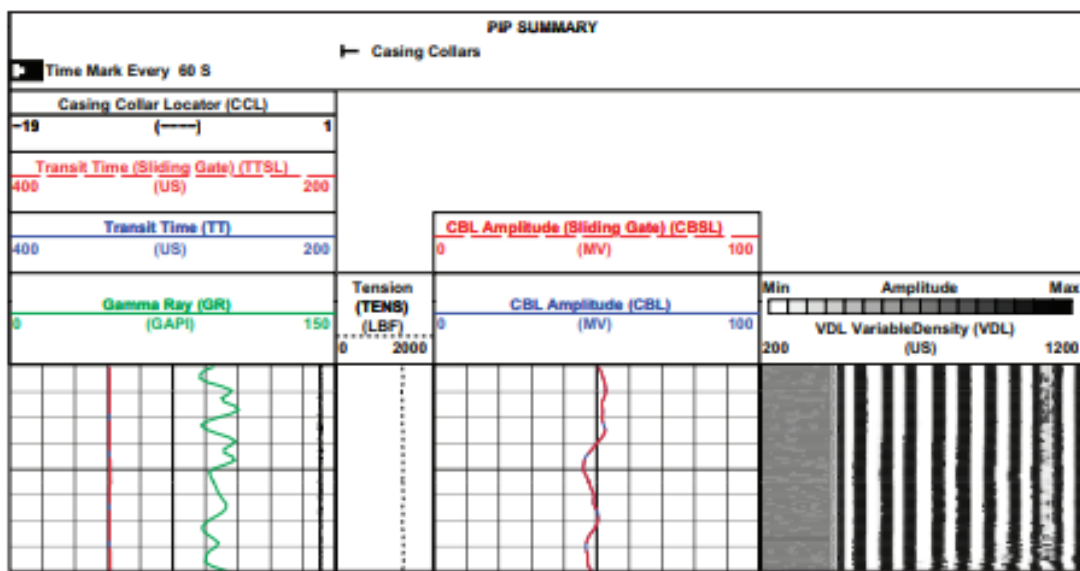 PIP SUMMARY
Casing Collars
Time Mark Every 60 S
Casing Collar Locator (CCL)
-19 (----) 1
Transit Time (Sliding Gate) (TTSL)
400 (US) 200
Transit Time (TT)
400 (US) 200
CBL Amplitude (Sliding Gate) (CBSL)
0 (MV) 100
Gamma Ray (GR)
0 (GAPI) 150
Tension
(TENS)
(LBF)
0 2000
CBL Amplitude (CBL)
0 (MV) 100
Min Amplitude Max
VDL VariableDensity (VDL)
200 (US) 1200